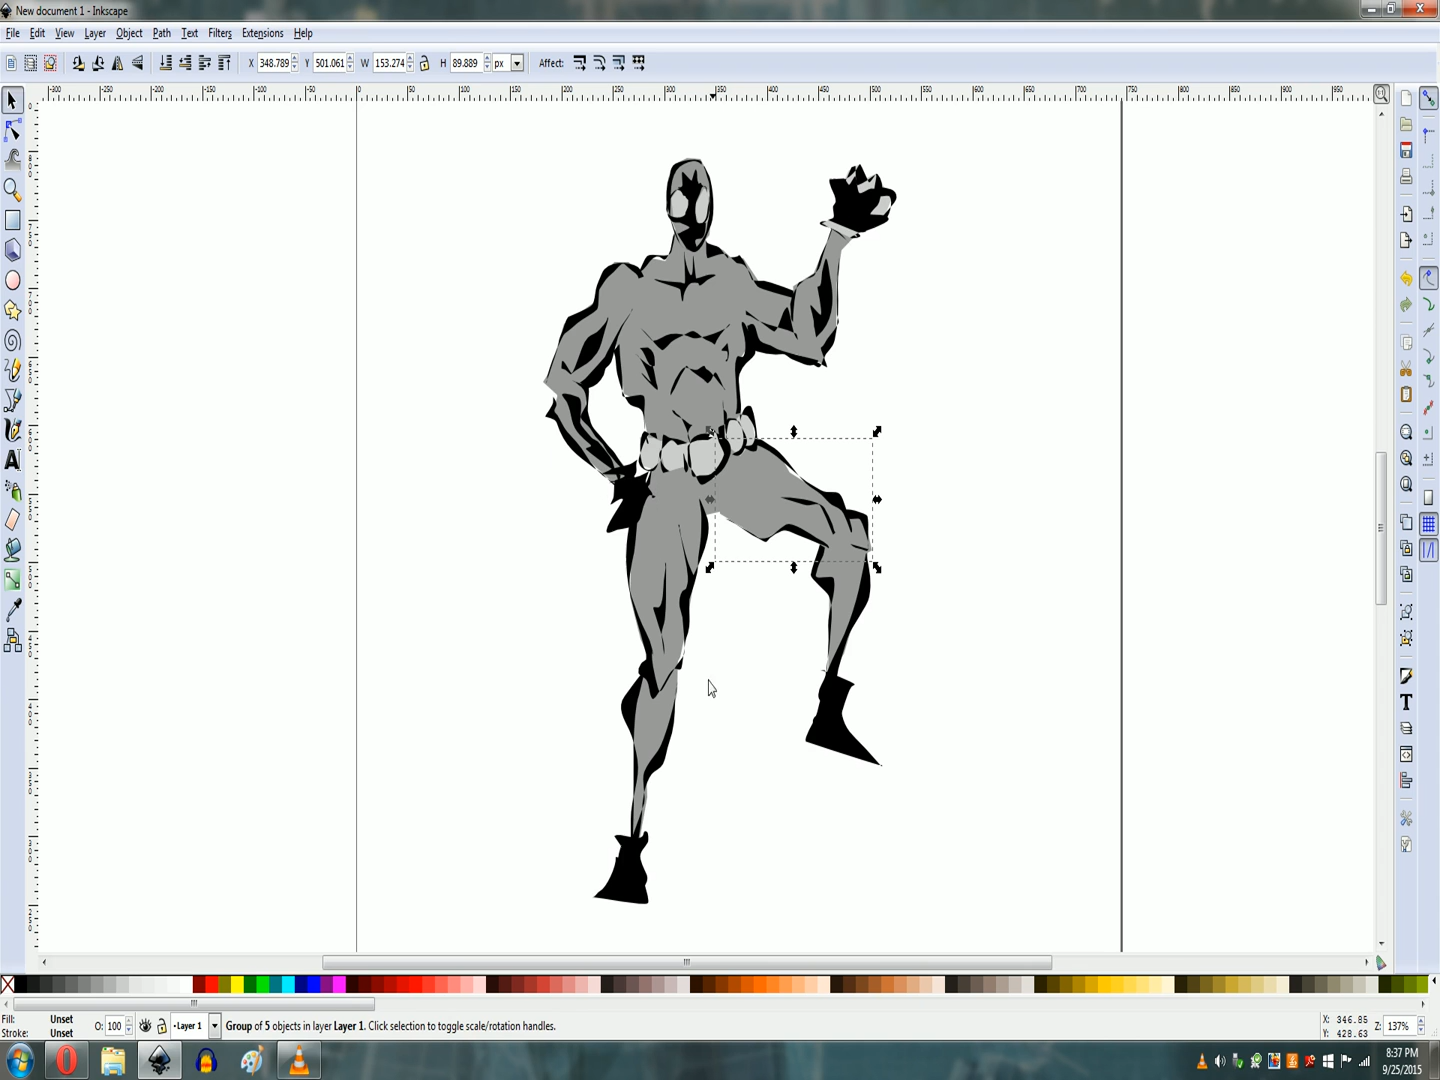 New document 1 - Inkscape
File Edit View Layer Object Path Text Filters Extensions Help
X 348.789 Y 501.061 W 153.274 H 89.889 px Affect:
Fill: Unset
Stroke: Unset
O: 100
•Layer 1
Group of 5 objects in layer Layer 1. Click selection to toggle scale/rotation handles.
X: 346.85
Y: 428.63
Z: 137%
8:37 PM
9/25/2015